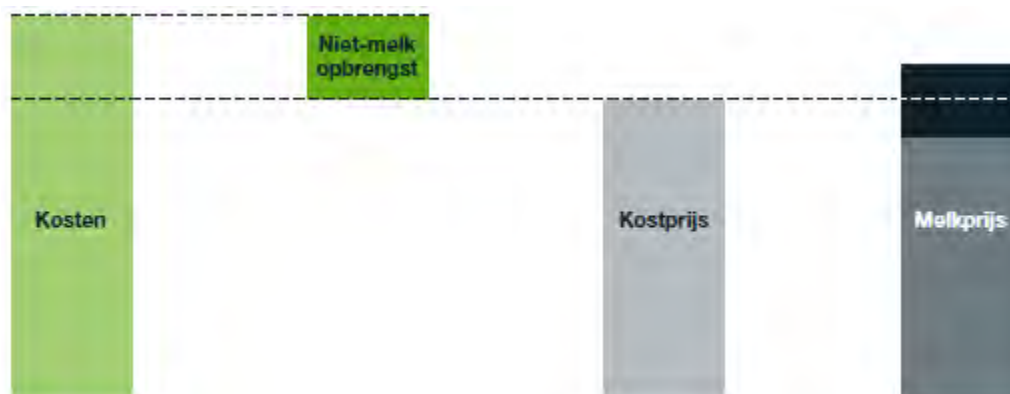 Niet-melk
opbrengst
Kosten
Kostprijs
Melkprijs